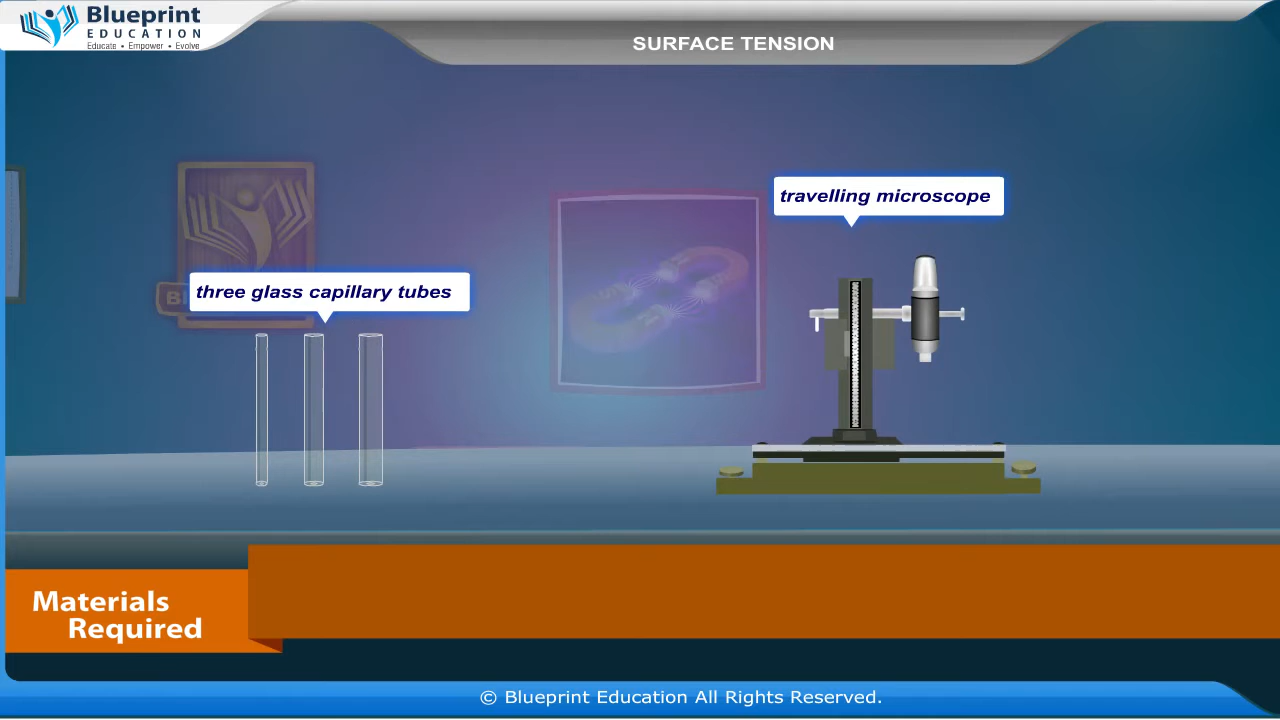 Blueprint
EDUCATION
Educate • Empower • Evolve
SURFACE TENSION
travelling microscope
three glass capillary tubes
Materials
Required
© Blueprint Education All Rights Reserved.